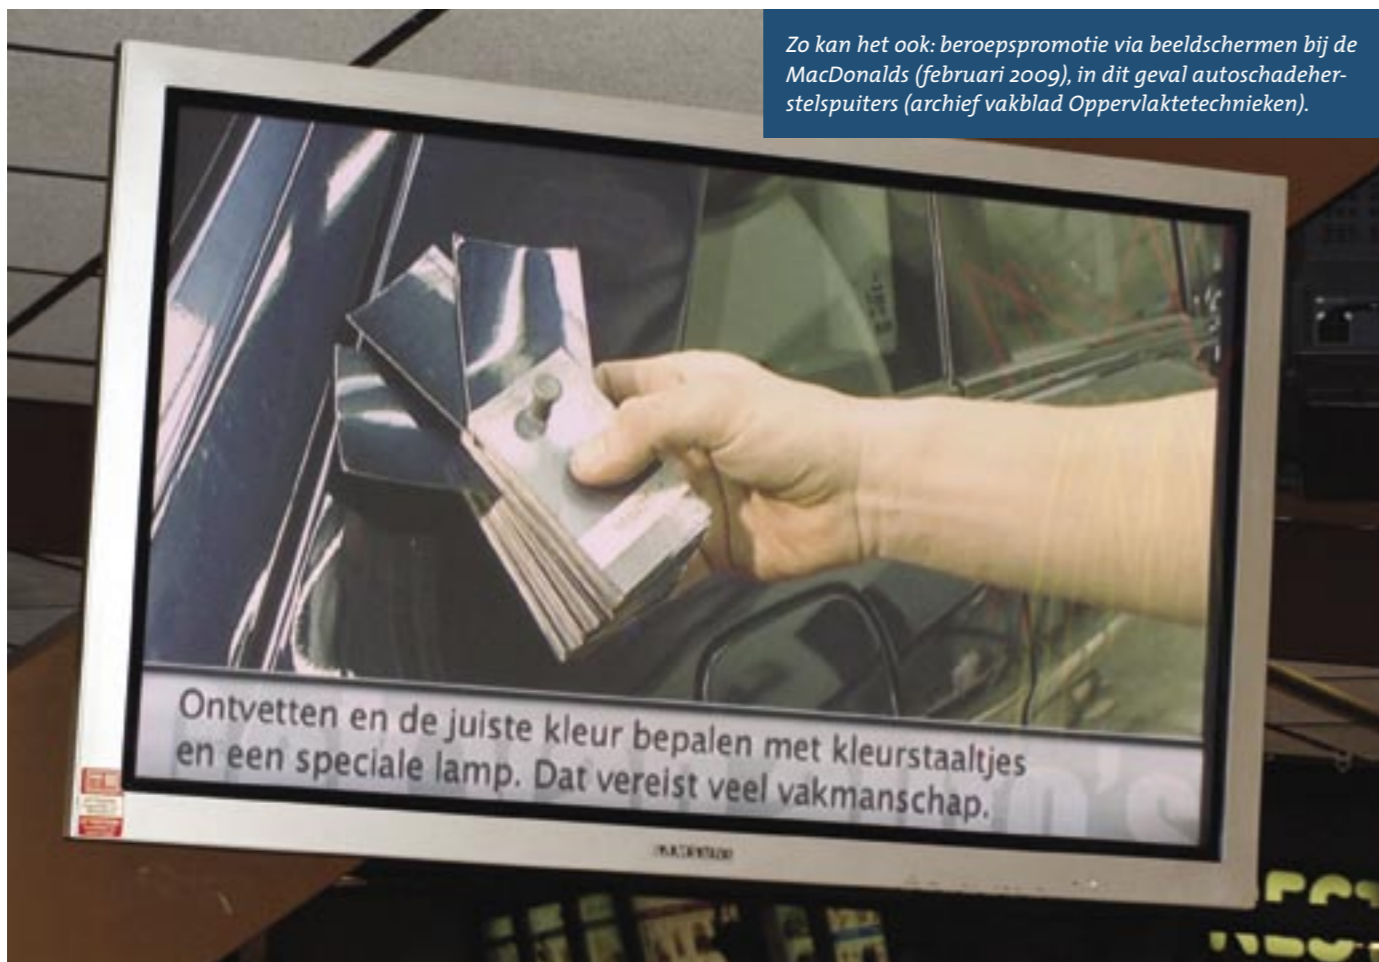 Zo kan het ook: beroepspromotie via beeldschermen bij de
MacDonalds (februari 2009), in dit geval autoschadeher-
stelspuiters (archief vakblad Oppervlaktetechnieken).
Ontvetten en de juiste kleur bepalen met kleurstaaltjes
en een speciale lamp. Dat vereist veel vakmanschap.
SAMSUNG